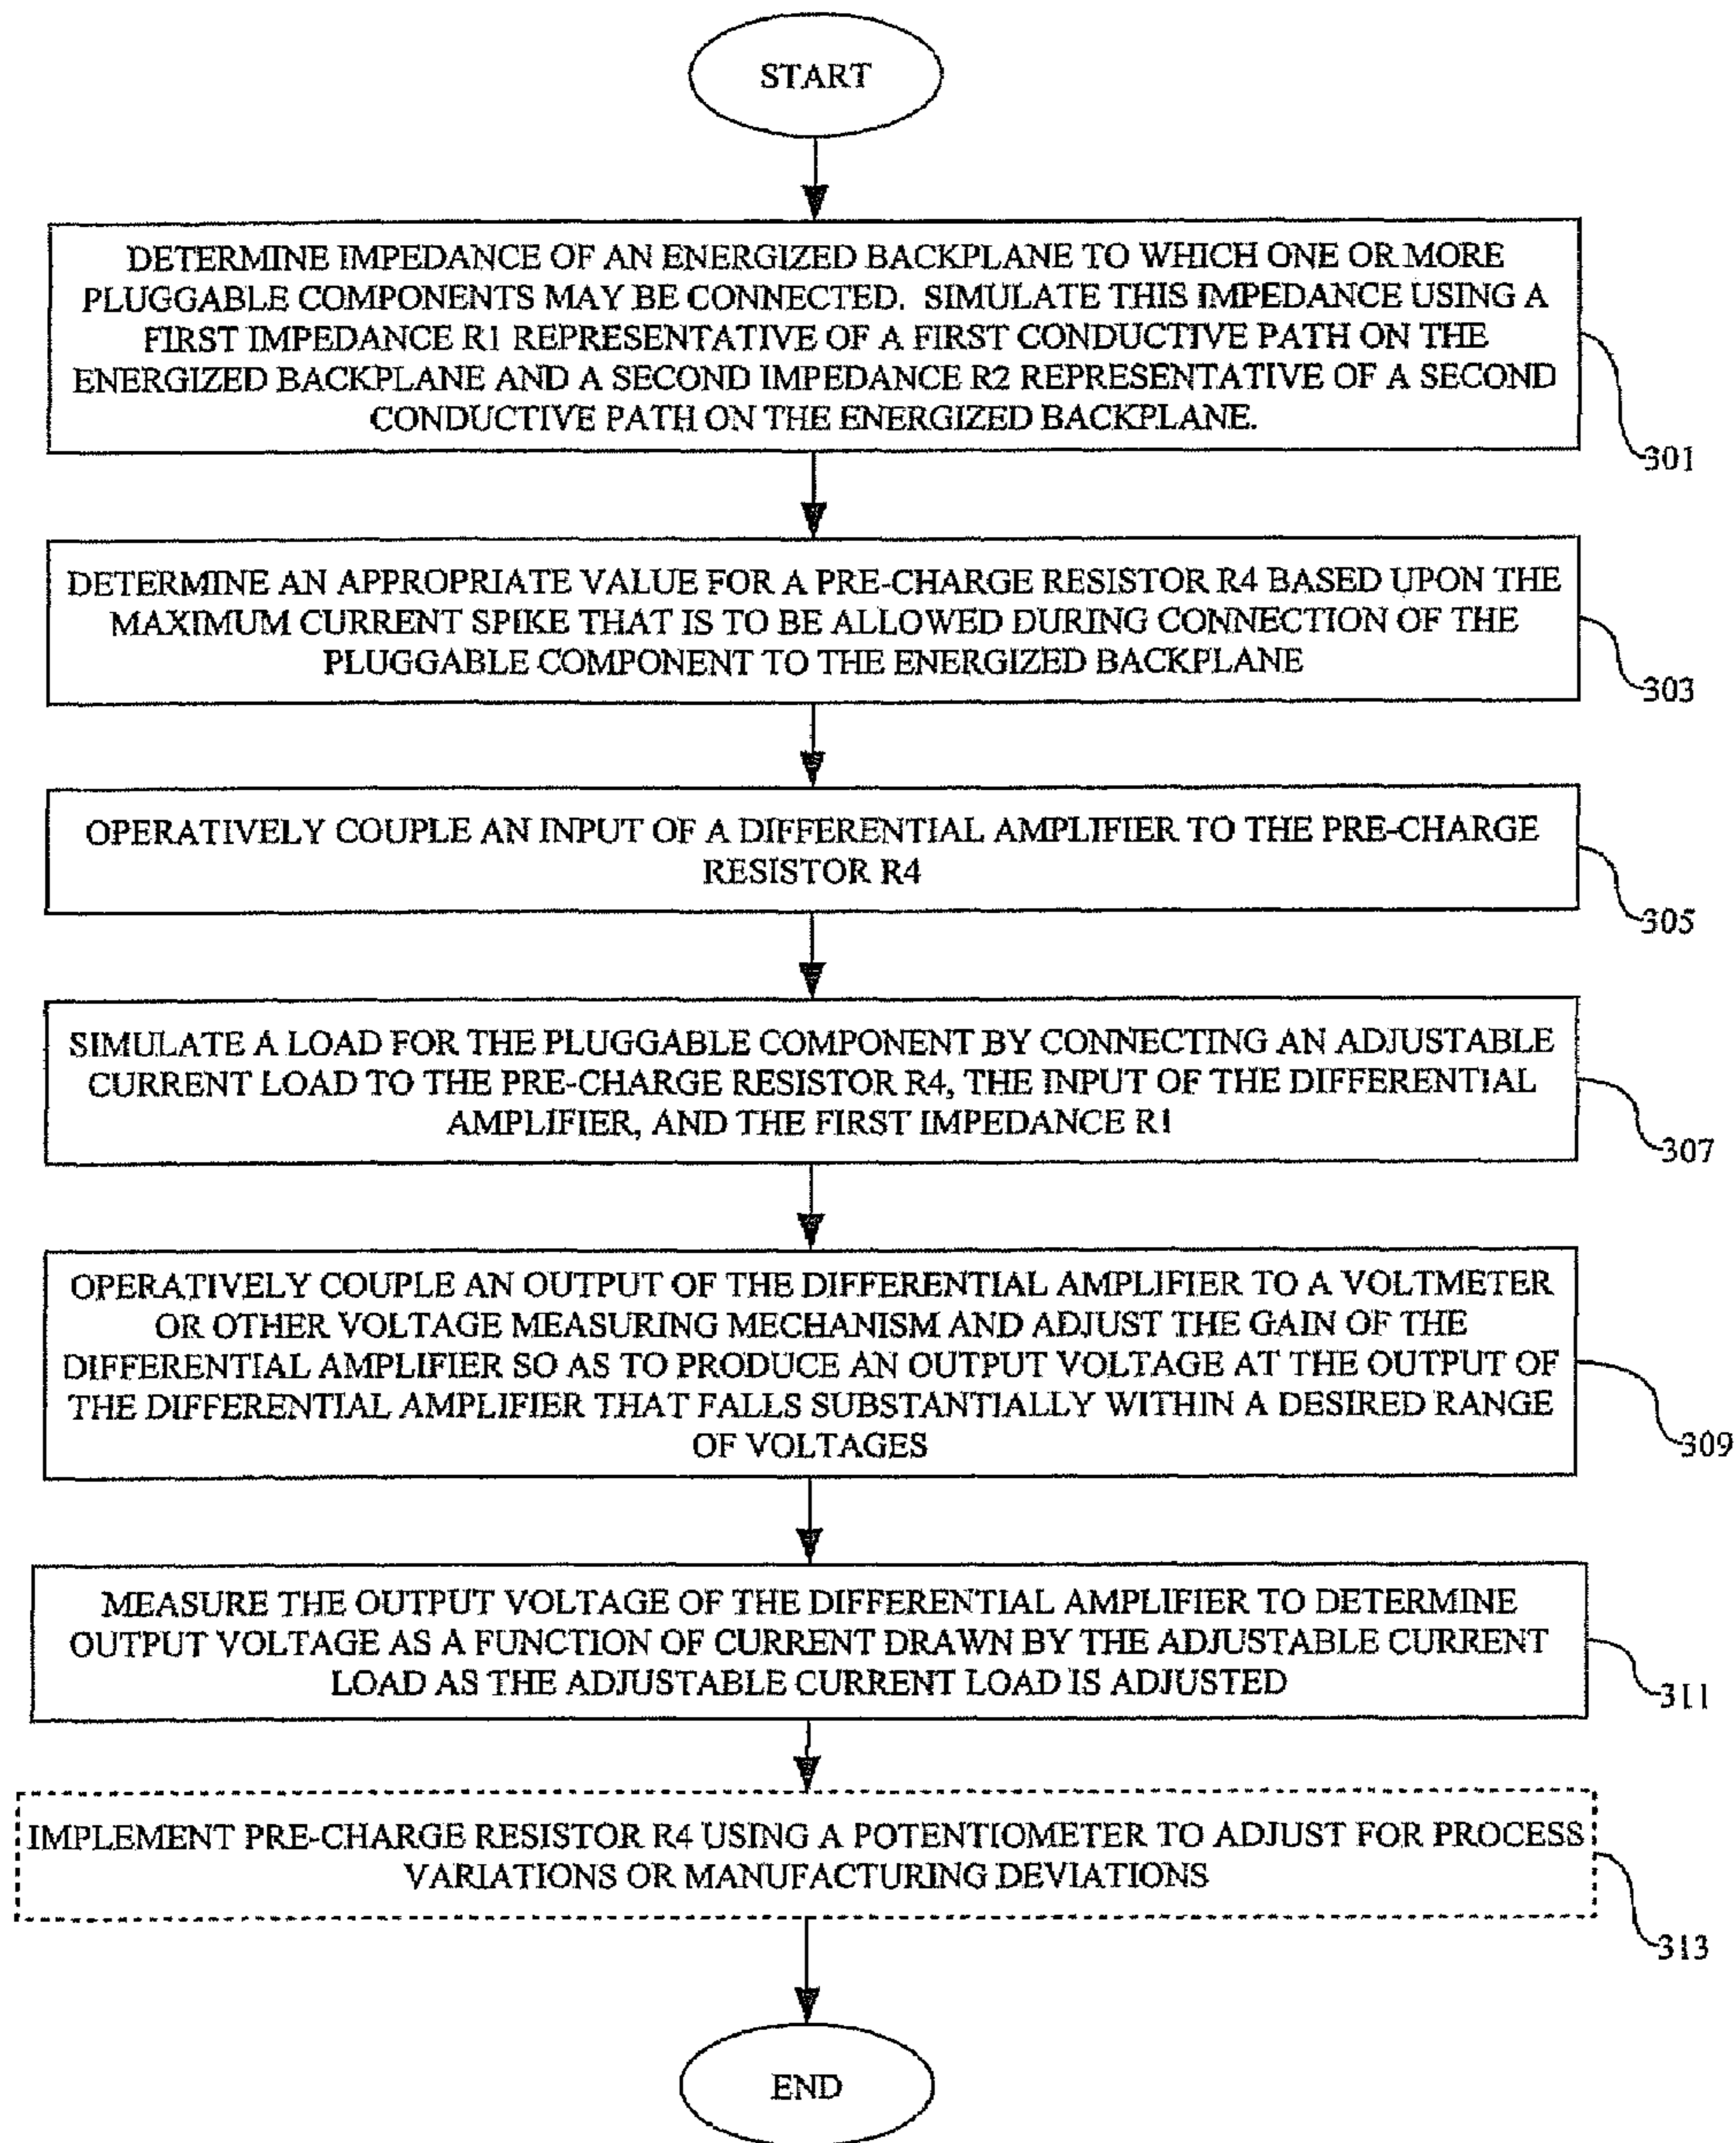 START
DETERMINE IMPEDANCE OF AN ENERGIZED BACKPLANE TO WHICH ONE OR MORE
PLUGGABLE COMPONENTS MAY BE CONNECTED. SIMULATE THIS IMPEDANCE USING A
FIRST IMPEDANCE R1 REPRESENTATIVE OF A FIRST CONDUCTIVE PATH ON THE
ENERGIZED BACKPLANE AND A SECOND IMPEDANCE R2 REPRESENTATIVE OF A SECOND
CONDUCTIVE PATH ON THE ENERGIZED BACKPLANE.
301
DETERMINE AN APPROPRIATE VALUE FOR A PRE-CHARGE RESISTOR R4 BASED UPON THE
MAXIMUM CURRENT SPIKE THAT IS TO BE ALLOWED DURING CONNECTION OF THE
PLUGGABLE COMPONENT TO THE ENERGIZED BACKPLANE
303
OPERATIVELY COUPLE AN INPUT OF A DIFFERENTIAL AMPLIFIER TO THE PRE-CHARGE
RESISTOR R4
305
SIMULATE A LOAD FOR THE PLUGGABLE COMPONENT BY CONNECTING AN ADJUSTABLE
CURRENT LOAD TO THE PRE-CHARGE RESISTOR R4, THE INPUT OF THE DIFFERENTIAL
AMPLIFIER, AND THE FIRST IMPEDANCE R1
307
OPERATIVELY COUPLE AN OUTPUT OF THE DIFFERENTIAL AMPLIFIER TO A VOLTMETER
OR OTHER VOLTAGE MEASURING MECHANISM AND ADJUST THE GAIN OF THE
DIFFERENTIAL AMPLIFIER SO AS TO PRODUCE AN OUTPUT VOLTAGE AT THE OUTPUT OF
THE DIFFERENTIAL AMPLIFIER THAT FALLS SUBSTANTIALLY WITHIN A DESIRED RANGE
OF VOLTAGES
309
MEASURE THE OUTPUT VOLTAGE OF THE DIFFERENTIAL AMPLIFIER TO DETERMINE
OUTPUT VOLTAGE AS A FUNCTION OF CURRENT DRAWN BY THE ADJUSTABLE CURRENT
LOAD AS THE ADJUSTABLE CURRENT LOAD IS ADJUSTED
311
IMPLEMENT PRE-CHARGE RESISTOR R4 USING A POTENTIOMETER TO ADJUST FOR PROCESS
VARIATIONS OR MANUFACTURING DEVIATIONS
313
END